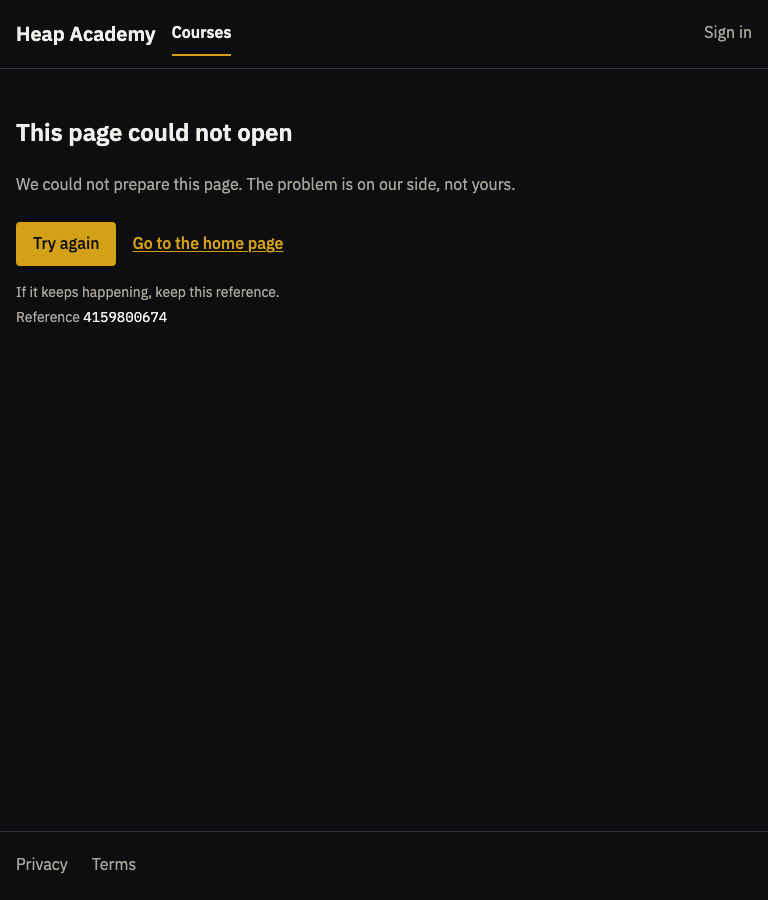 Heap Academy Courses Sign in
This page could not open
We could not prepare this page. The problem is on our side, not yours.
Try again Go to the home page
If it keeps happening, keep this reference.
Reference 4159800674
Privacy Terms